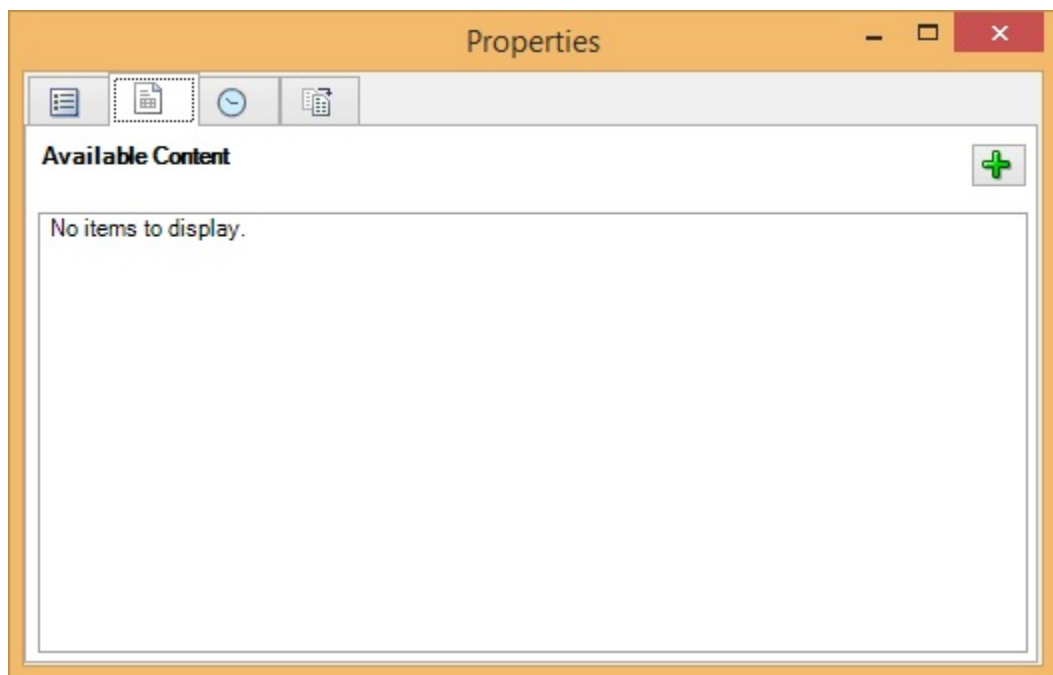 Properties
Available Content
No items to display.